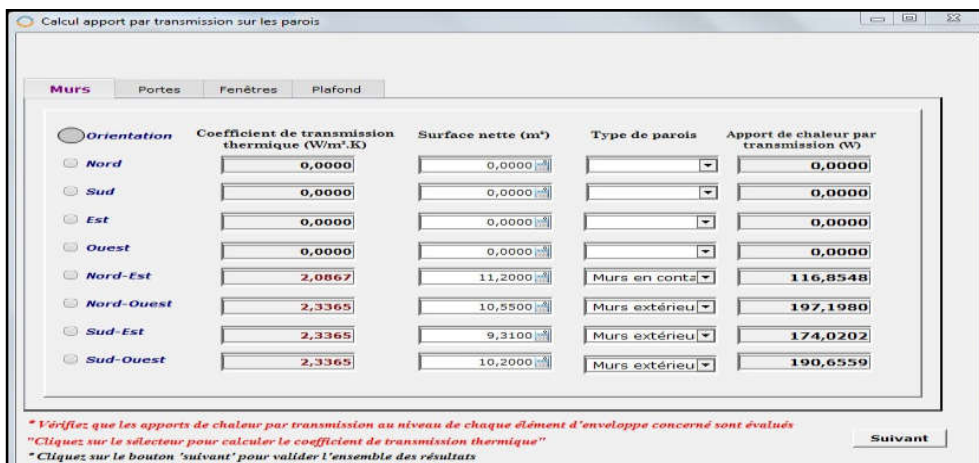 Calcul apport par transmission sur les parois
Murs Portes Fenêtres Plafond
Orientation Coefficient de transmission thermique (W/m².K) Surface nette (m²) Type de parois Apport de chaleur par transmission (W)
Nord 0,0000 0,0000 0,0000
Sud 0,0000 0,0000 0,0000
Est 0,0000 0,0000 0,0000
Ouest 0,0000 0,0000 0,0000
Nord-Est 2,0867 11,2000 Murs en conta 116,8548
Nord-Ouest 2,3365 10,5500 Murs extérieu 197,1980
Sud-Est 2,3365 9,3100 Murs extérieu 174,0202
Sud-Ouest 2,3365 10,2000 Murs extérieu 190,6559
* Vérifiez que les apports de chaleur par transmission au niveau de chaque élément d'enveloppe concerné sont évalués
"Cliquez sur le sélecteur pour calculer le coefficient de transmission thermique"
* Cliquez sur le bouton 'suivant' pour valider l'ensemble des résultats
Suivant